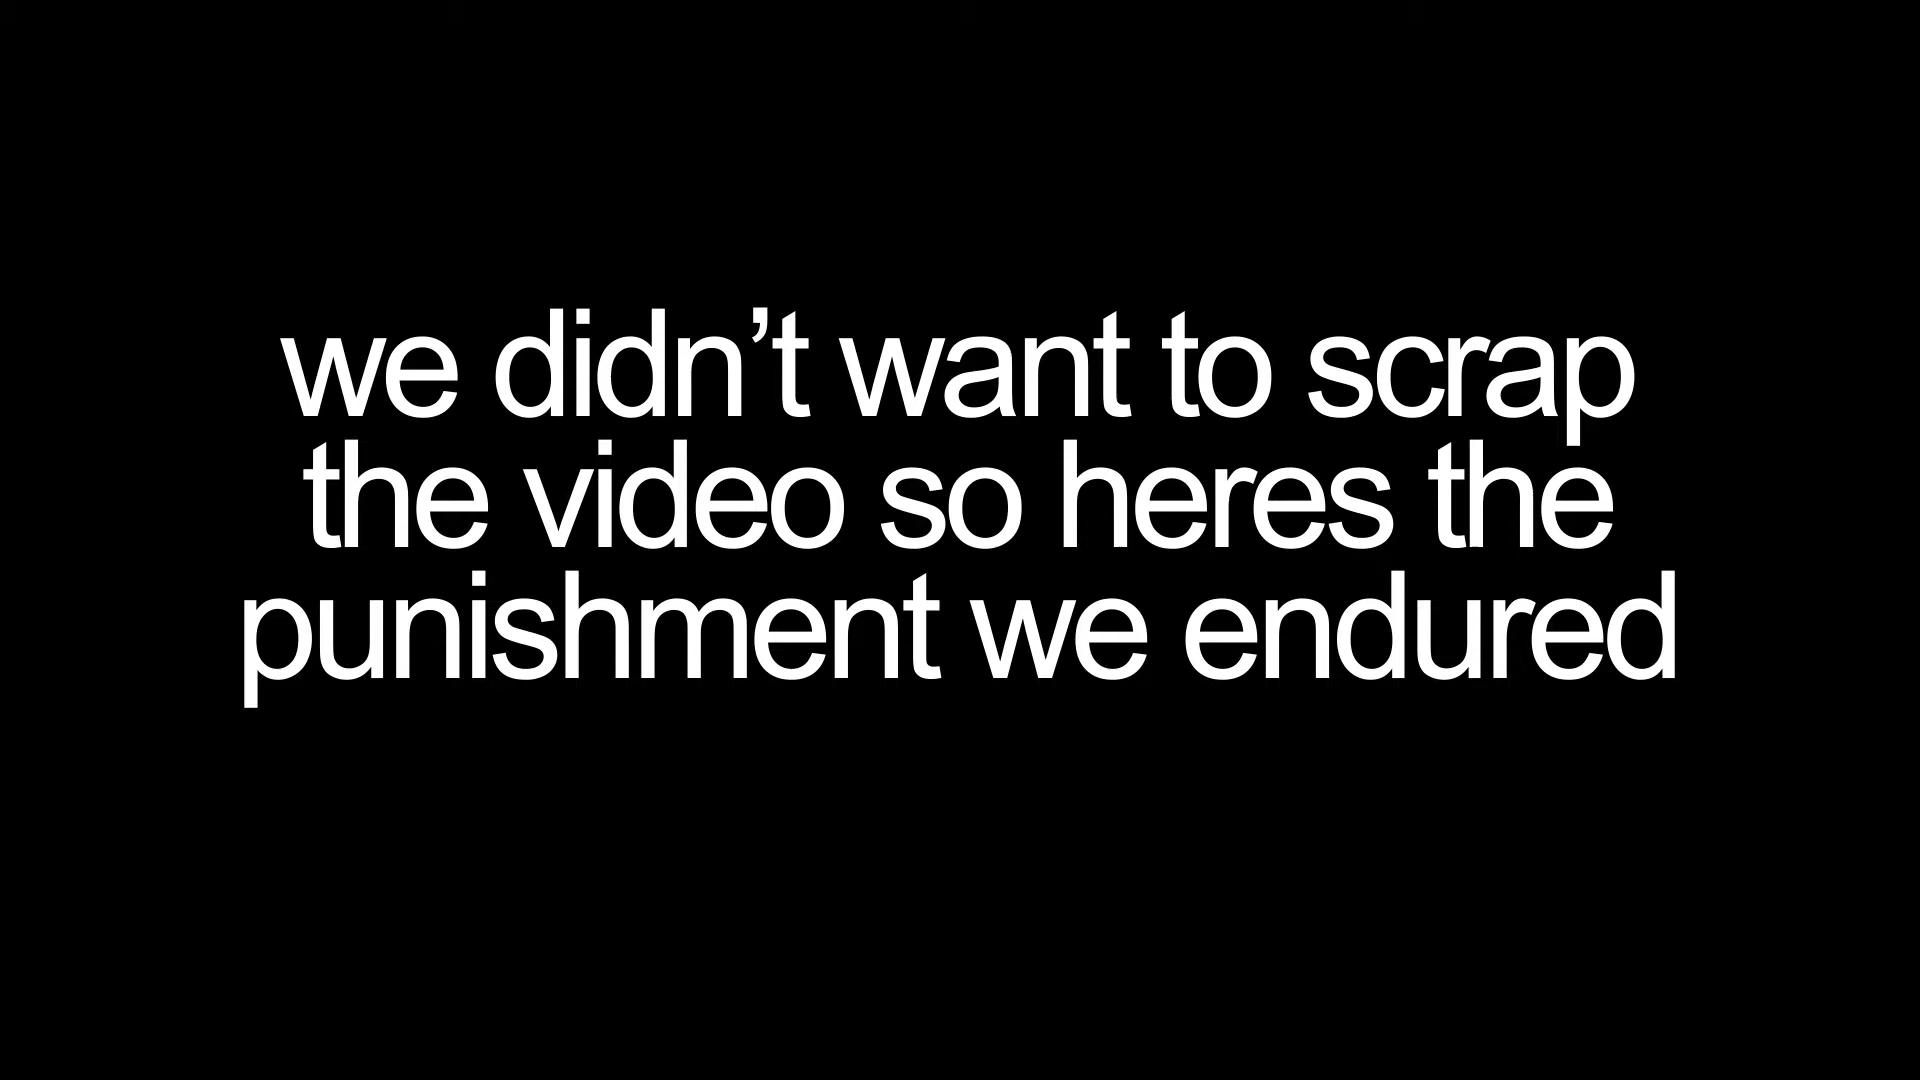 we didn’t want to scrap
the video so heres the
punishment we endured